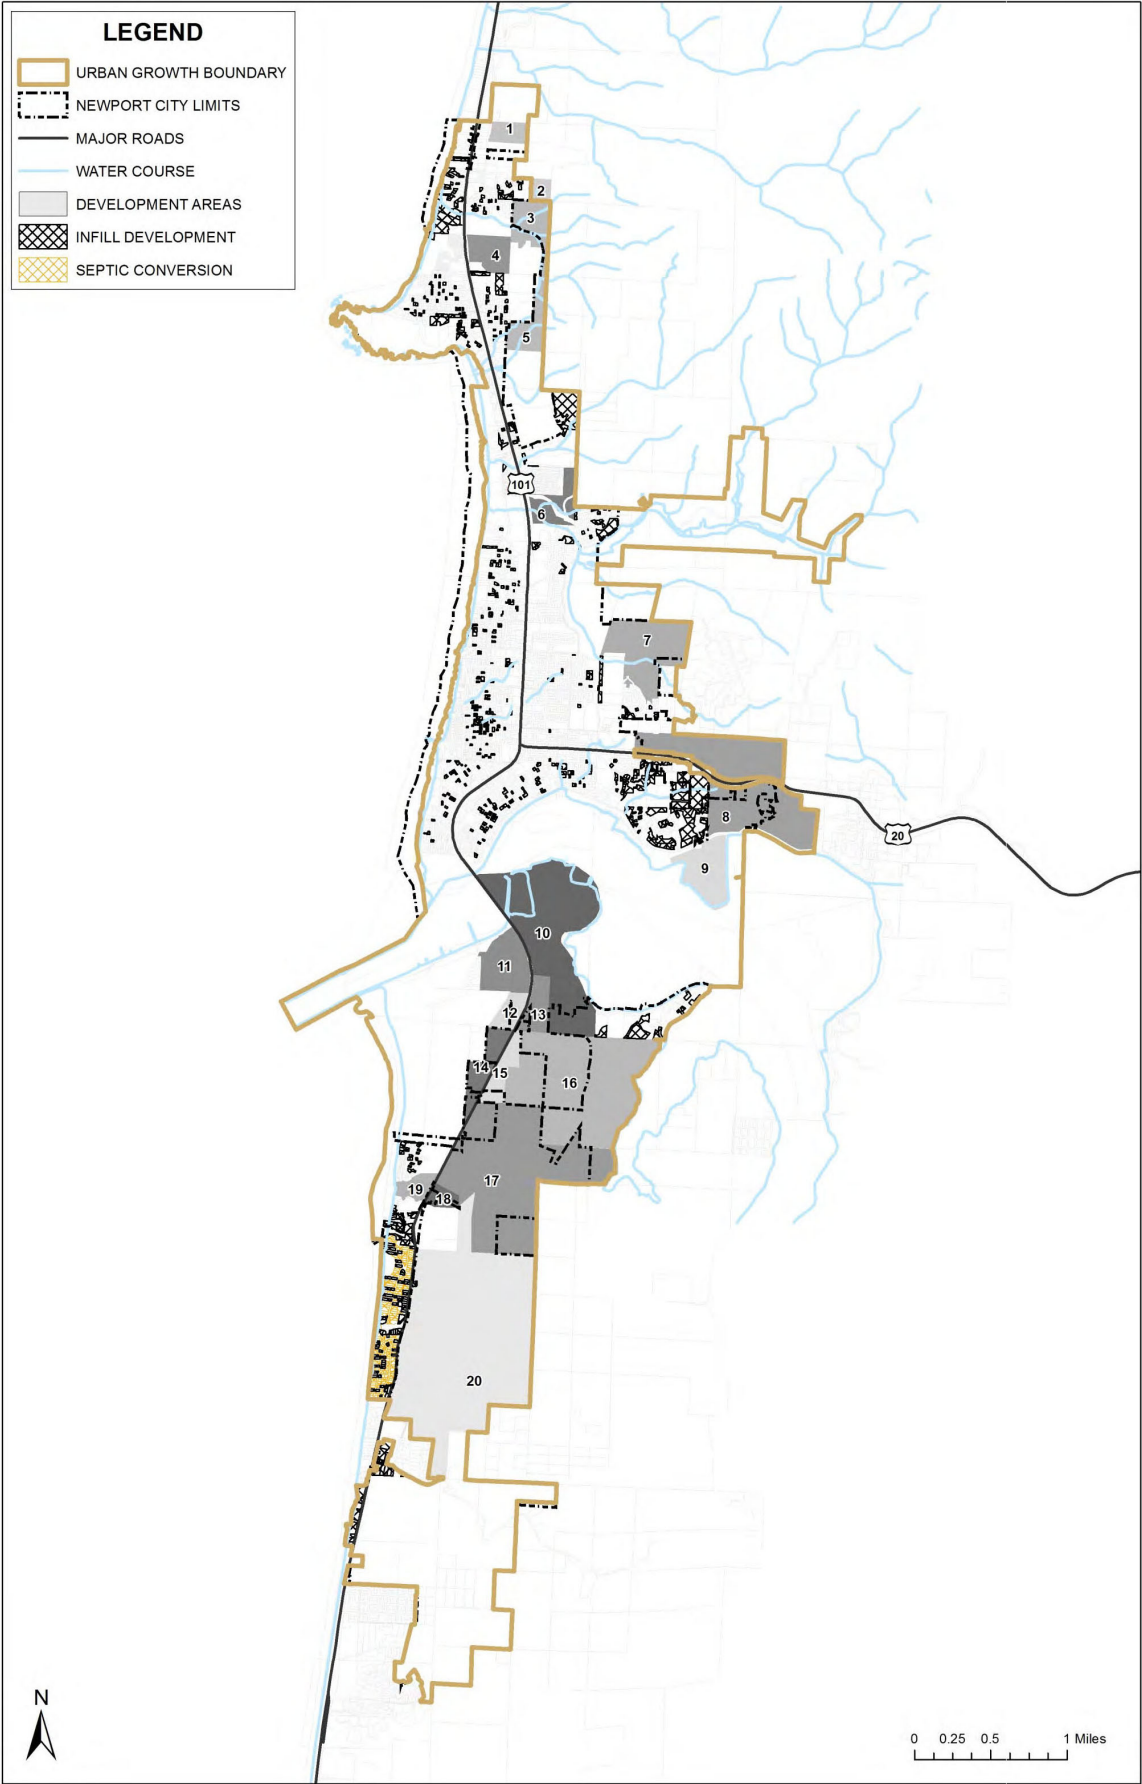 LEGEND
URBAN GROWTH BOUNDARY
NEWPORT CITY LIMITS
MAJOR ROADS
WATER COURSE
DEVELOPMENT AREAS
INFILL DEVELOPMENT
SEPTIC CONVERSION
1
2
3
4
5
101
6
7
8
20
9
10
11
12 13
14
15
16
17
19
18
20
N
0 0.25 0.5 1 Miles